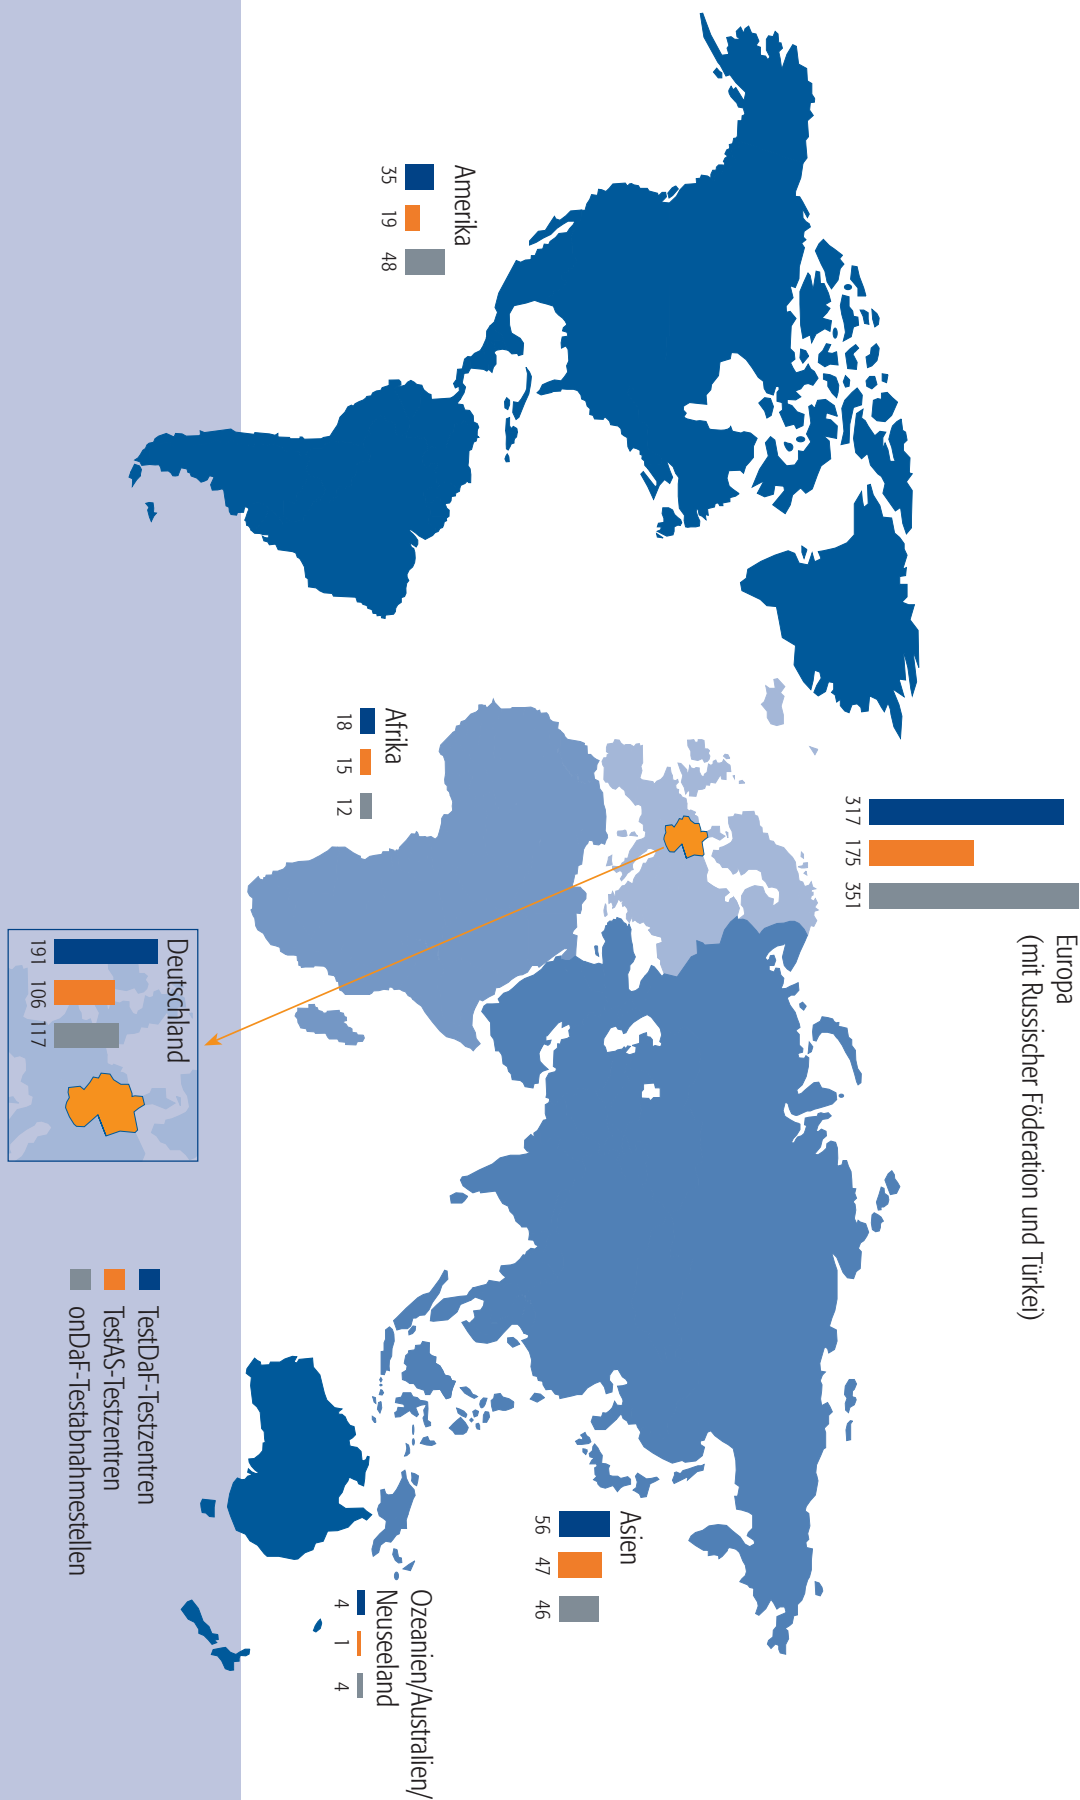 Europa
(mit Russischer Föderation und Türkei)
317 175 351
Amerika
35 19 48
Afrika
18 15 12
Asien
56 47 46
Ozeanien/Australien/
Neuseeland
4 1 4
Deutschland
191 106 117
TestDaF-Testzentren
TestAS-Testzentren
onDaF-Testabnahmestellen